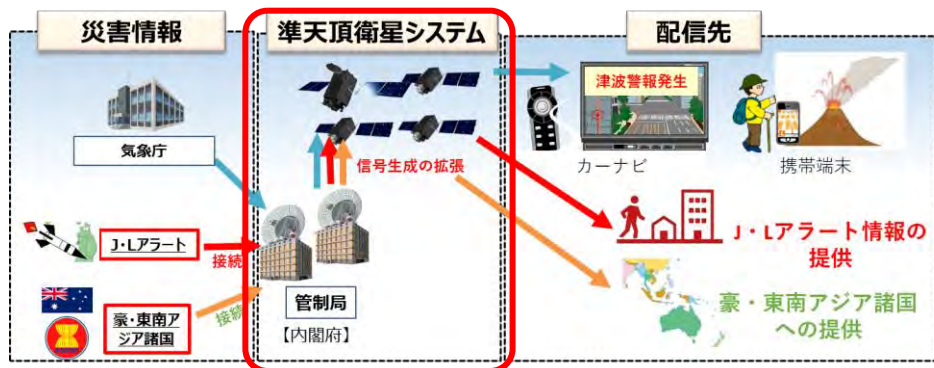 災害情報
準天頂衛星システム
配信先
気象庁
J・Lアラート
接続
豪・東南ア
ジア諸国
接続
信号生成の拡張
管制局
【内閣府】
津波警報発生
カーナビ
携帯端末
J・Lアラート情報の
提供
豪・東南アジア諸国
への提供